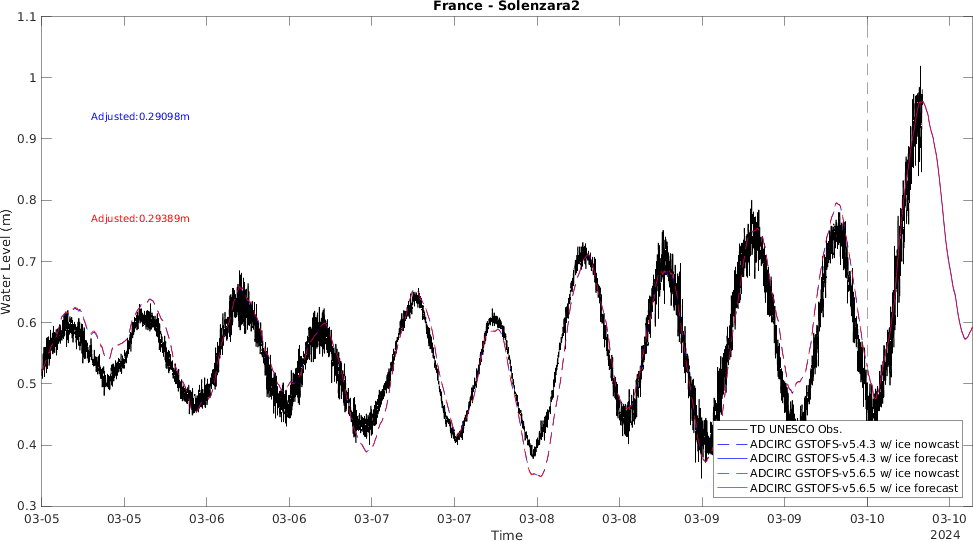 France - Solenzara2
1.1
1
0.9
0.8
0.7
0.6
0.5
0.4
0.3
Water Level (m)
Adjusted:0.29098m
Adjusted:0.29389m
TD UNESCO Obs.
ADCIRC GSTOFS-v5.4.3 w/ ice nowcast
ADCIRC GSTOFS-v5.4.3 w/ ice forecast
ADCIRC GSTOFS-v5.6.5 w/ ice nowcast
ADCIRC GSTOFS-v5.6.5 w/ ice forecast
03-05 03-05 03-06 03-06 03-07 03-07 03-08 03-08 03-09 03-09 03-10 03-10
2024
Time